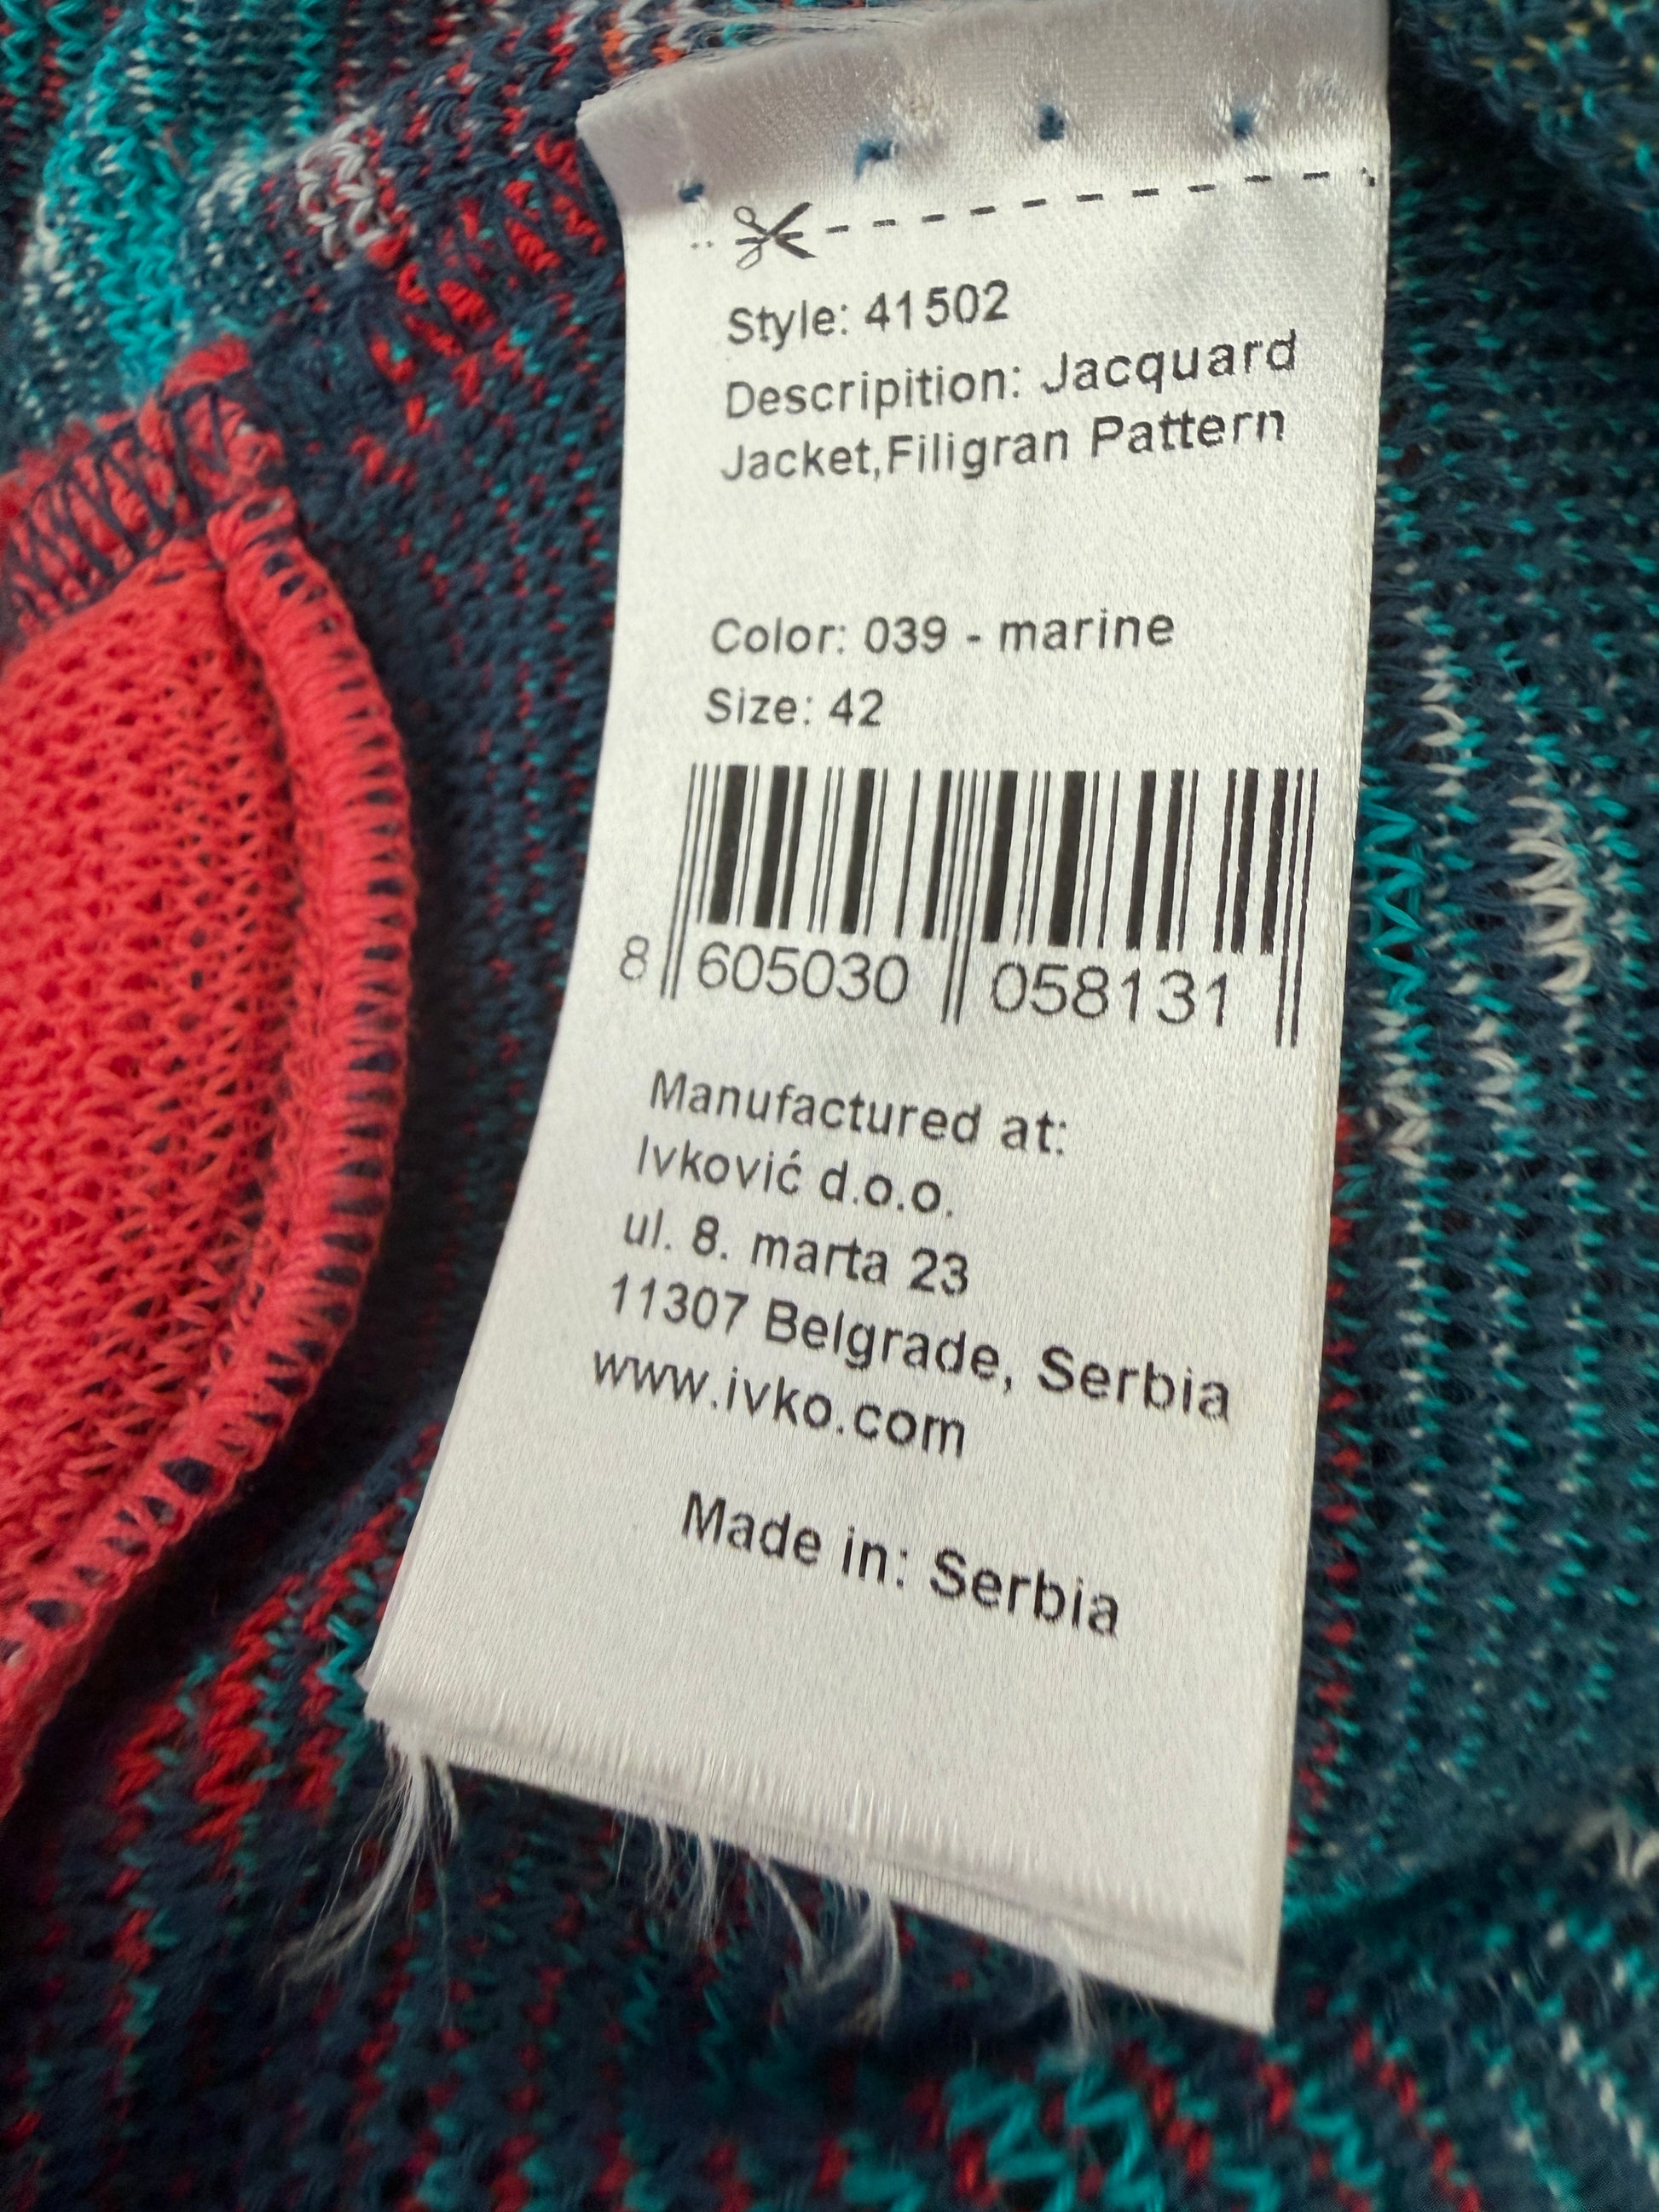 Style: 41502
Descripition: Jacquard
Jacket,Filigran Pattern
Color: 039 - marine
Size: 42
8 605030 058131
Manufactured at:
Ivković d.o.o.
ul. 8. marta 23
11307 Belgrade, Serbia
www.ivko.com
Made in: Serbia